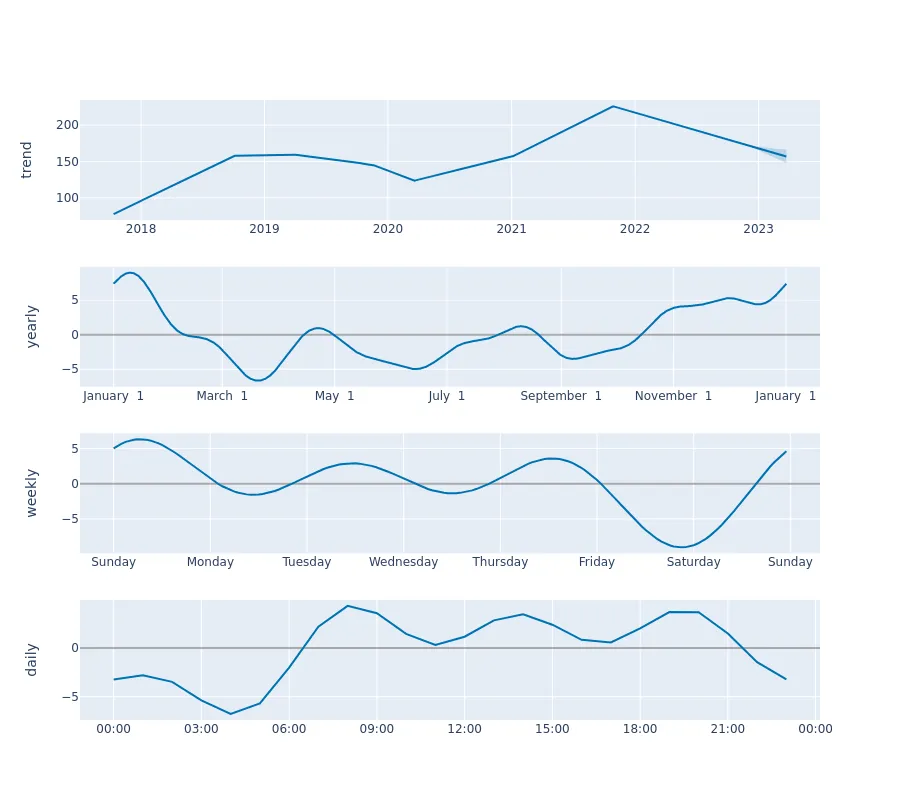 trend
200
150
100
2018 2019 2020 2021 2022 2023
yearly
5
0
−5
January 1 March 1 May 1 July 1 September 1 November 1 January 1
weekly
5
0
−5
Sunday Monday Tuesday Wednesday Thursday Friday Saturday Sunday
daily
0
−5
00:00 03:00 06:00 09:00 12:00 15:00 18:00 21:00 00:00